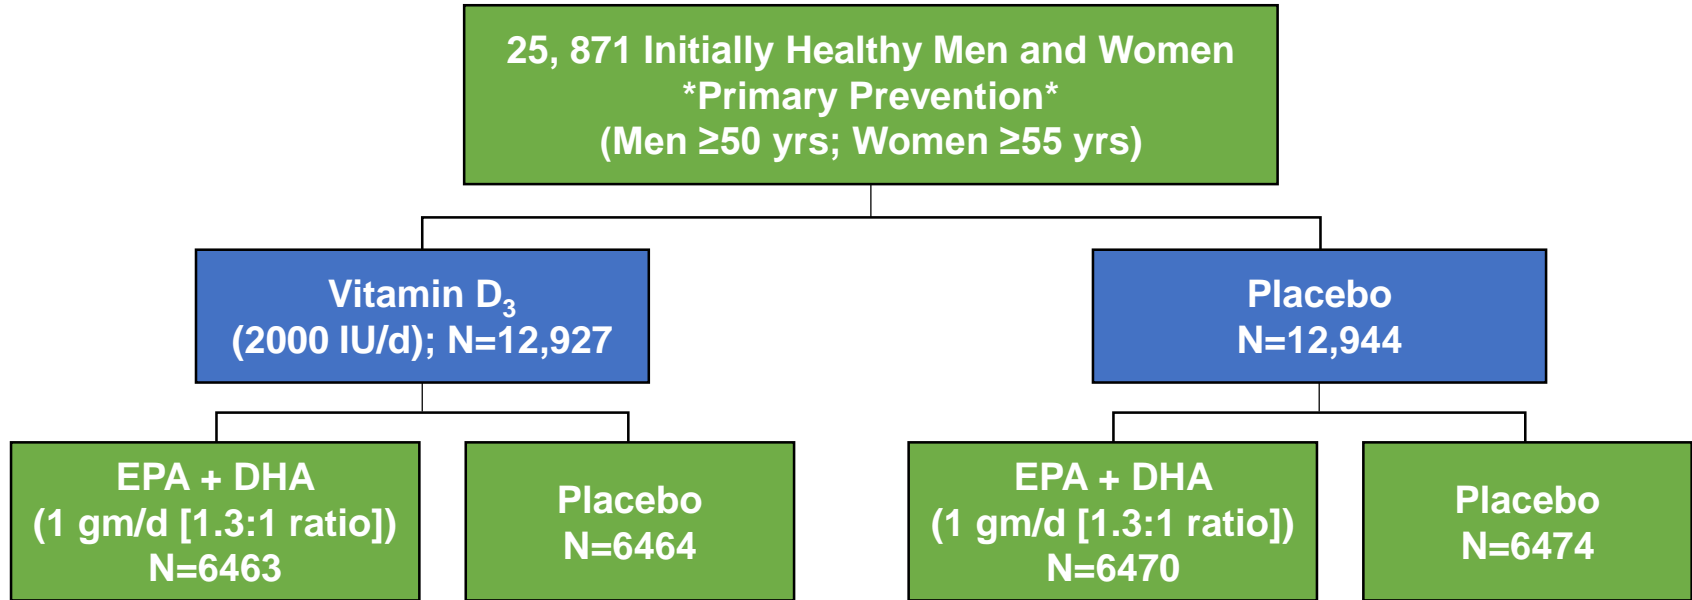 25, 871 Initially Healthy Men and Women
*Primary Prevention*
(Men ≥50 yrs; Women ≥55 yrs)
Vitamin D₃
(2000 IU/d); N=12,927
Placebo
N=12,944
EPA + DHA
(1 gm/d [1.3:1 ratio])
N=6463
Placebo
N=6464
EPA + DHA
(1 gm/d [1.3:1 ratio])
N=6470
Placebo
N=6474